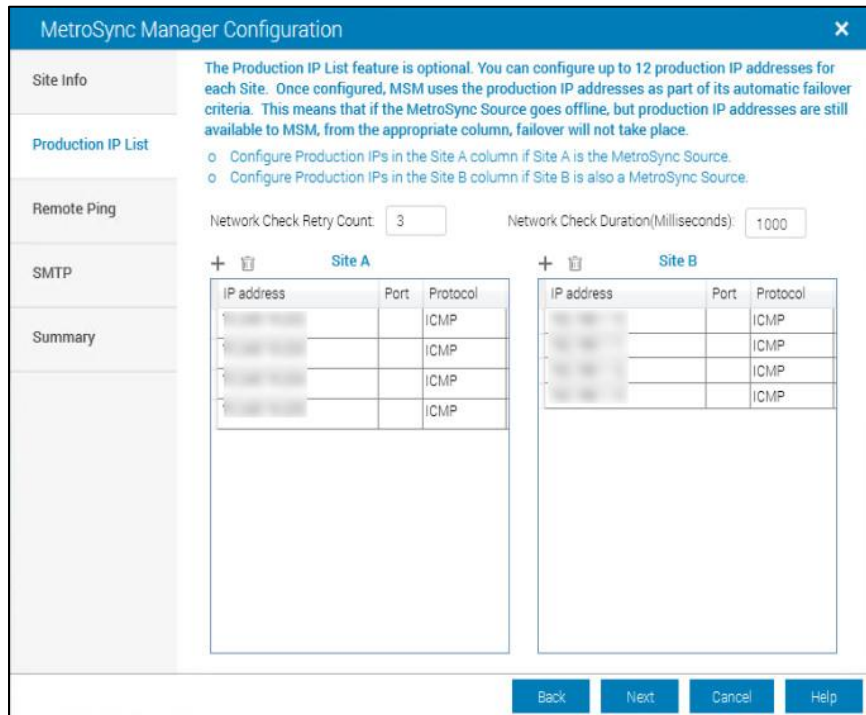 MetroSync Manager Configuration
Site Info
Production IP List
Remote Ping
SMTP
Summary
The Production IP List feature is optional. You can configure up to 12 production IP addresses for
each Site. Once configured, MSM uses the production IP addresses as part of its automatic failover
criteria. This means that if the MetroSync Source goes offline, but production IP addresses are still
available to MSM, from the appropriate column, failover will not take place.
o Configure Production IPs in the Site A column if Site A is the MetroSync Source.
o Configure Production IPs in the Site B column if Site B is also a MetroSync Source.
Network Check Retry Count: 3
Network Check Duration(Milliseconds): 1000
Site A
IP address Port Protocol
ICMP
ICMP
ICMP
ICMP
Site B
IP address Port Protocol
ICMP
ICMP
ICMP
ICMP
Back Next Cancel Help